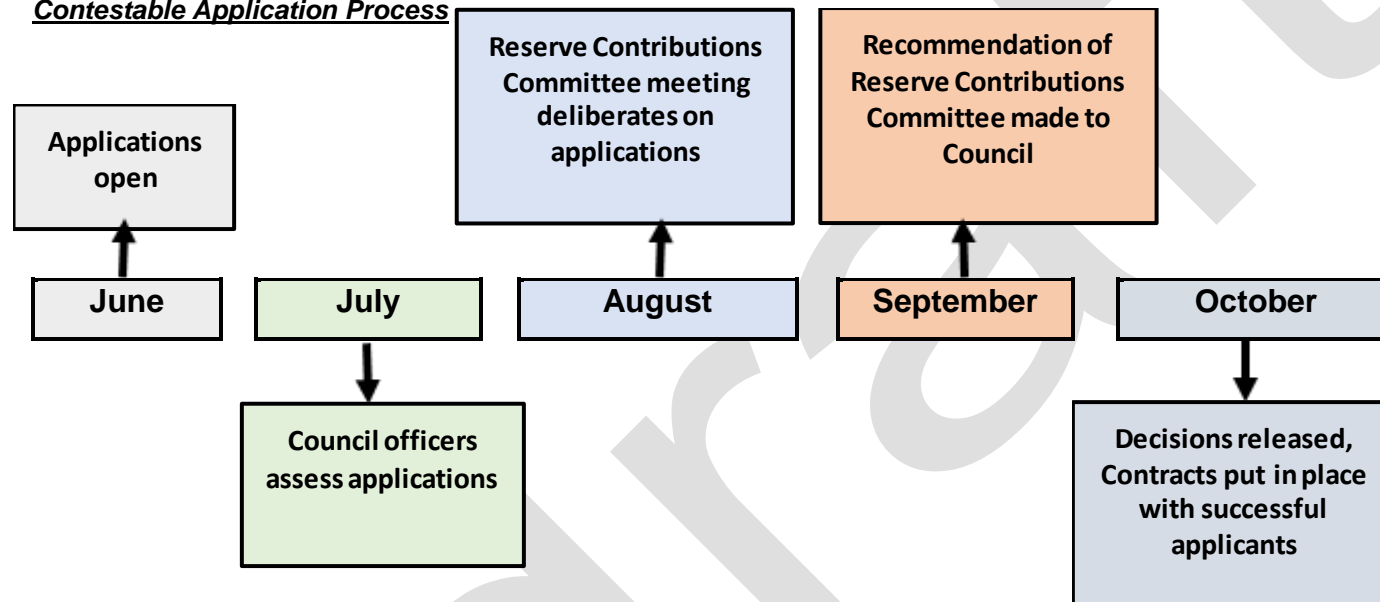 Contestable Application Process
Reserve Contributions
Committee meeting
deliberates on
applications
Recommendation of
Reserve Contributions
Committee made to
Council
Applications
open
June
July
August
September
October
Council officers
assess applications
Decisions released,
Contracts put in place
with successful
applicants